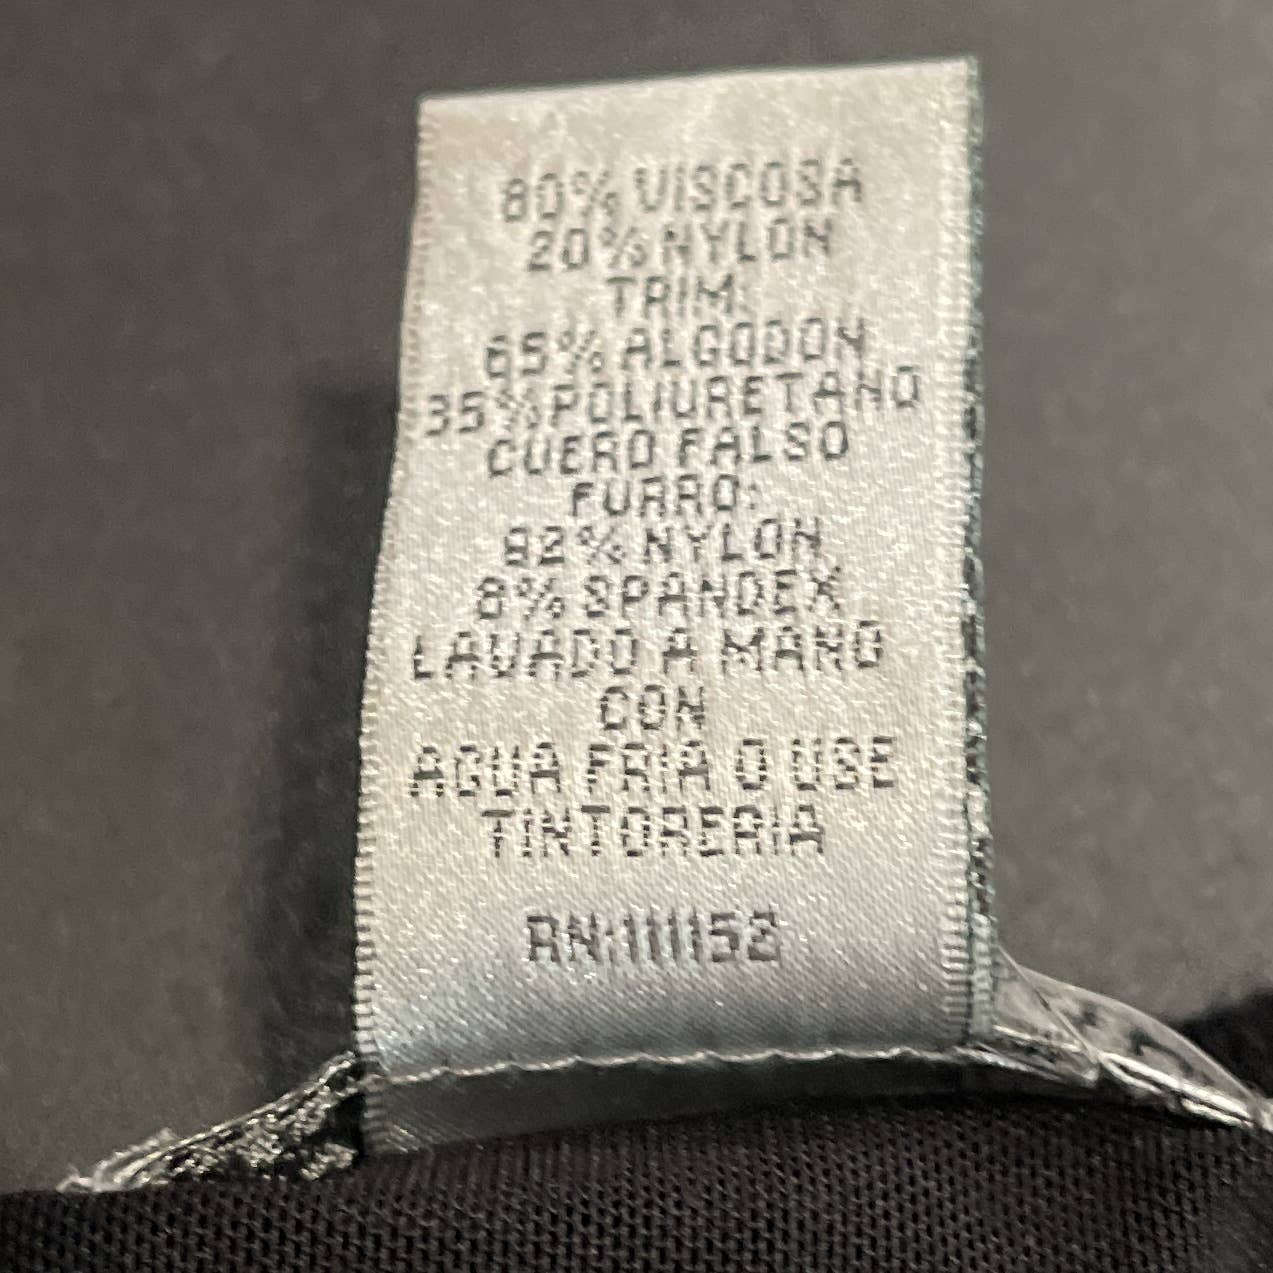 80% VISCOSA
20% NYLON
TRIM:
65% ALGODON
35% POLIURETANO
CUERO FALSO
FURRO:
92% NYLON
8% SPANDEX
LAVADO A MANO
CON
AGUA FRIA O USE
TINTORERIA
RN:111152